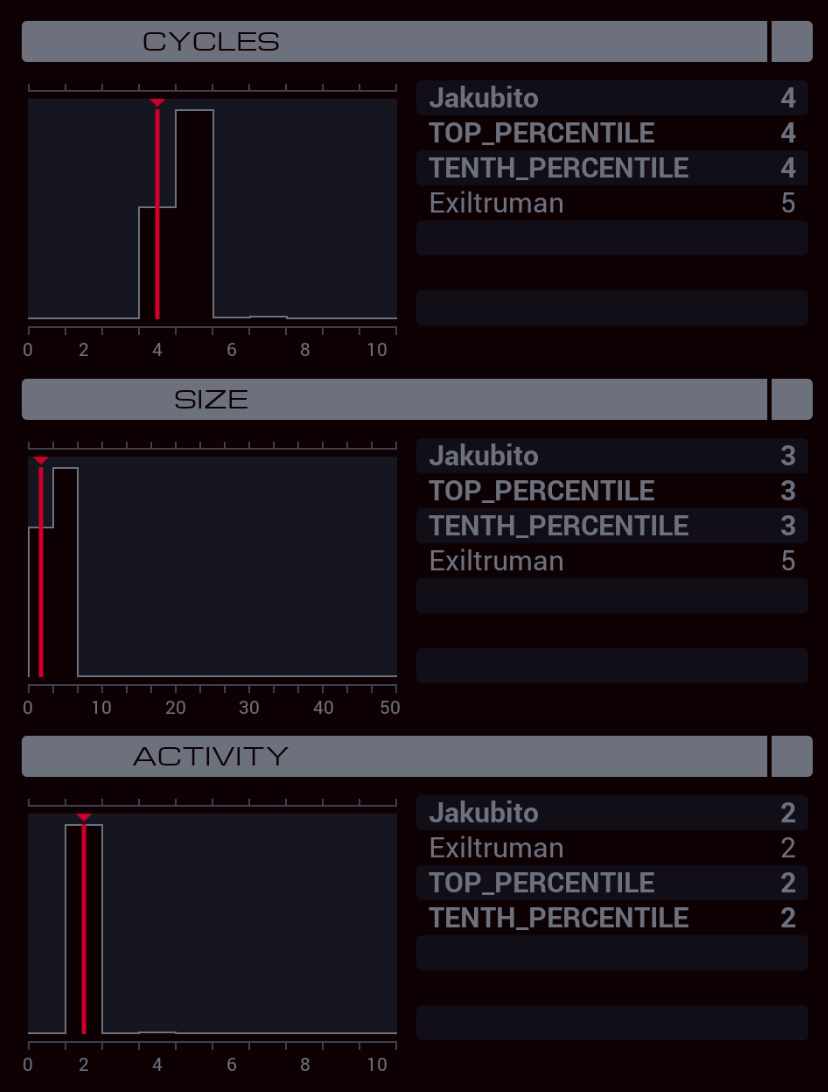 CYCLES
Jakubito 4
TOP_PERCENTILE 4
TENTH_PERCENTILE 4
Exiltruman 5
0 2 4 6 8 10
SIZE
Jakubito 3
TOP_PERCENTILE 3
TENTH_PERCENTILE 3
Exiltruman 5
0 10 20 30 40 50
ACTIVITY
Jakubito 2
Exiltruman 2
TOP_PERCENTILE 2
TENTH_PERCENTILE 2
0 2 4 6 8 10